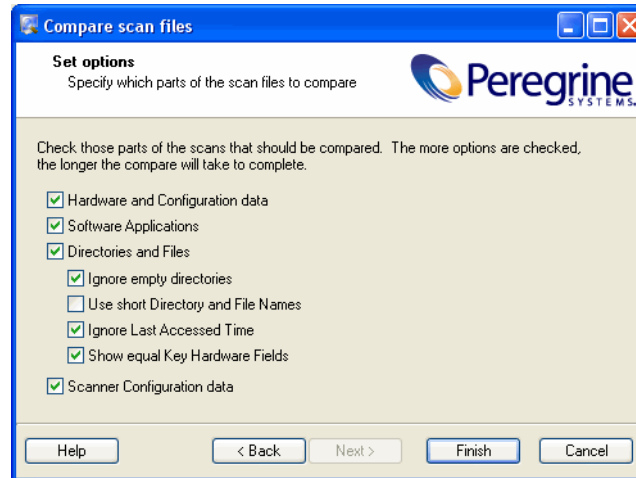 Compare scan files
Set options
Specify which parts of the scan files to compare
Peregrine
SYSTEMS
Check those parts of the scans that should be compared. The more options are checked,
the longer the compare will take to complete.
Hardware and Configuration data
Software Applications
Directories and Files
Ignore empty directories
Use short Directory and File Names
Ignore Last Accessed Time
Show equal Key Hardware Fields
Scanner Configuration data
Help
< Back
Next >
Finish
Cancel